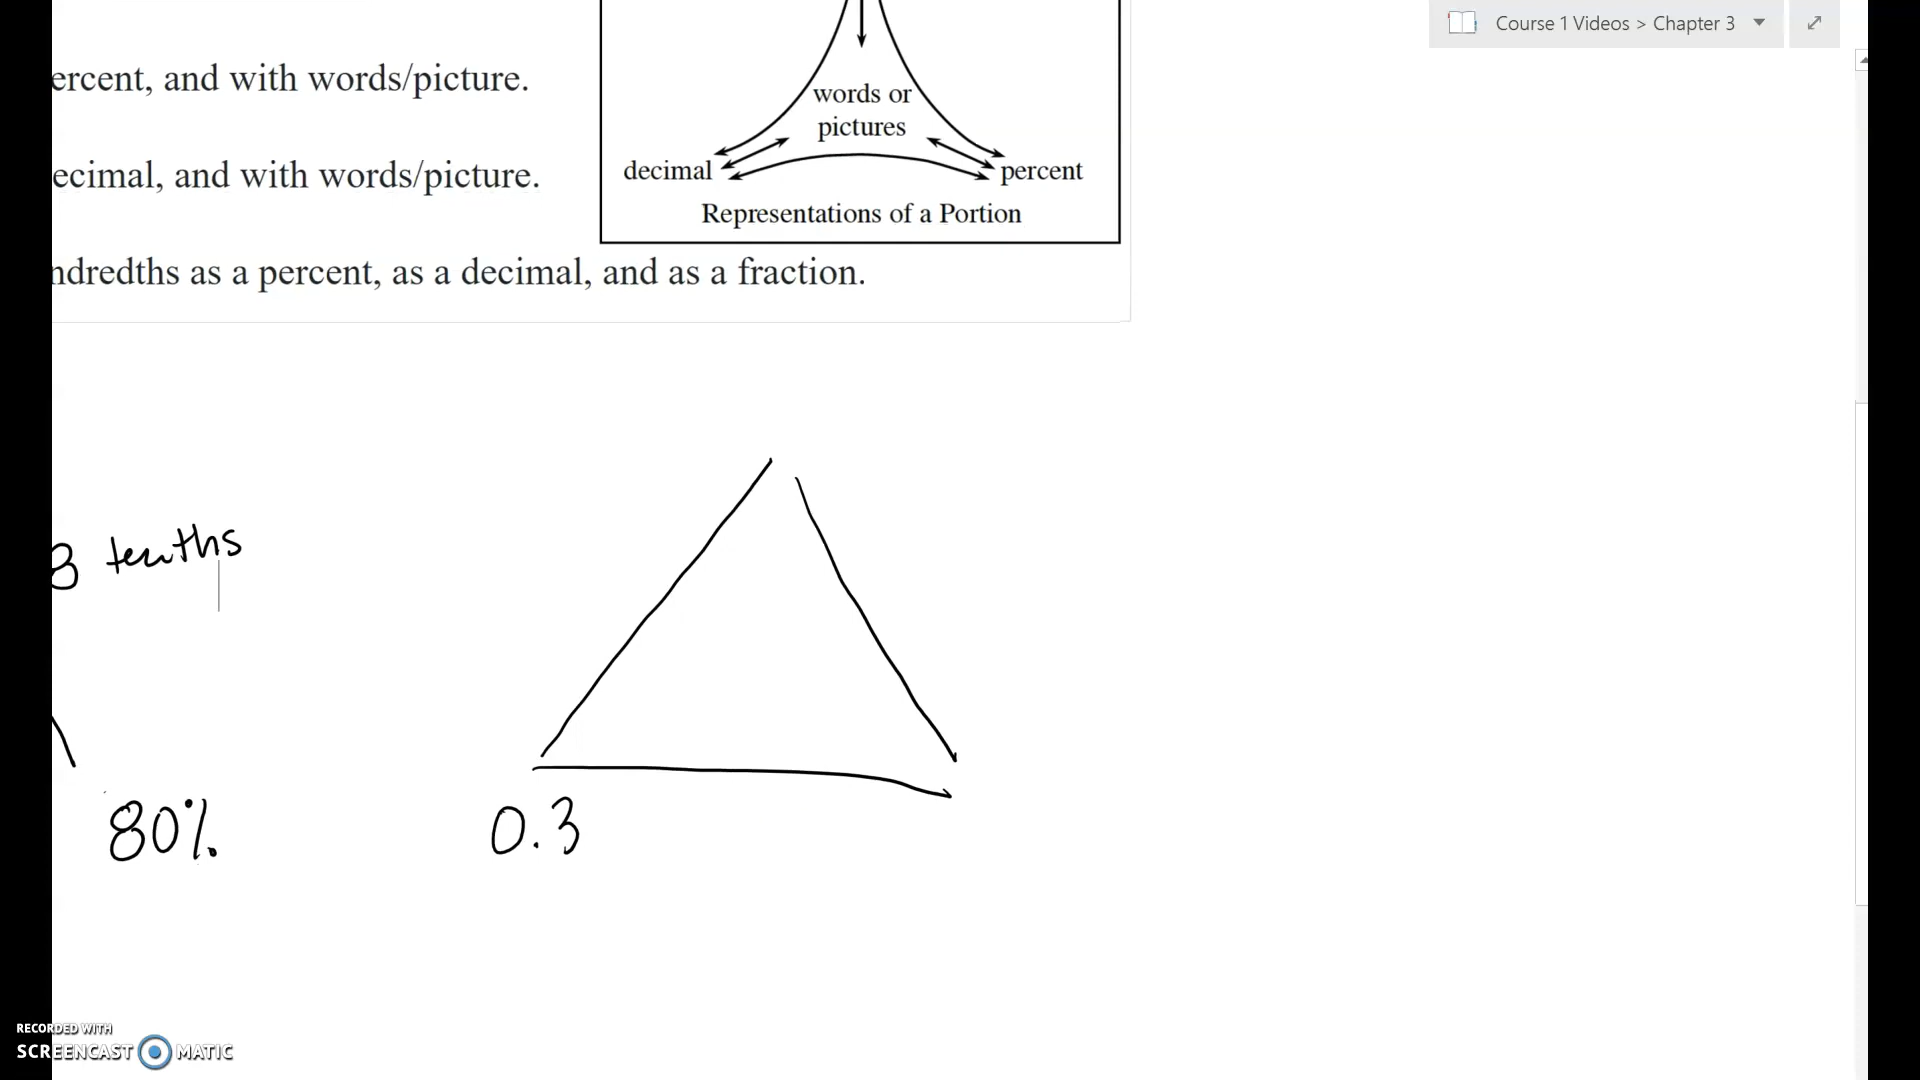 Course 1 Videos > Chapter 3
ercent, and with words/picture.
words or
pictures
ecimal, and with words/picture.
decimal
percent
Representations of a Portion
ndredths as a percent, as a decimal, and as a fraction.
8 tenths
80%
0.3
RECORDED WITH
SCREENCAST MATIC